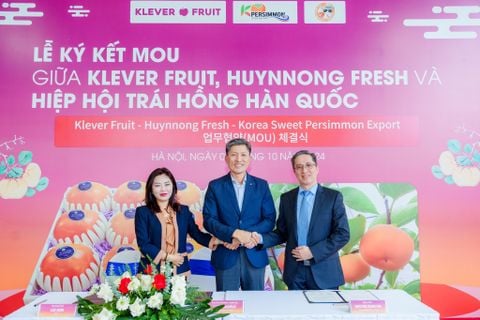 KLEVER FRUIT
PERSIMMON
LỄ KÝ KẾT MOU
GIỮA KLEVER FRUIT, HUYNNONG FRESH VÀ
HIỆP HỘI TRÁI HỒNG HÀN QUỐC
Klever Fruit - Huynnong Fresh - Korea Sweet Persimmon Export
업무협약(MOU) 체결식
HÀ NỘI, NGÀY
10 NĂM
24